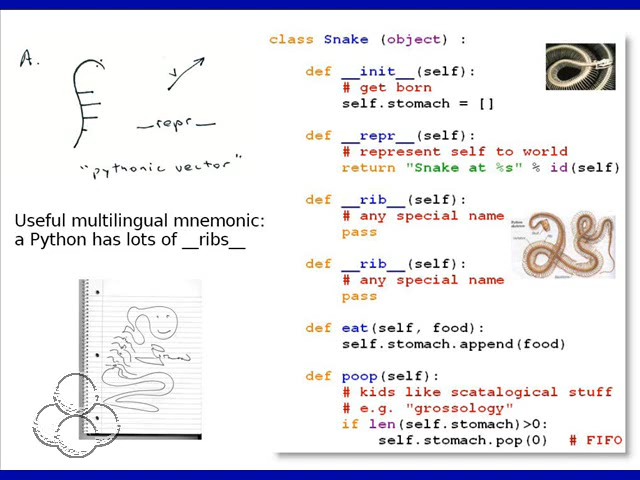 A.
v
__repr__
"pythonic vector"
Useful multilingual mnemonic:
a Python has lots of __ribs__
class Snake (object) :
def __init__(self):
# get born
self.stomach = []
def __repr__(self):
# represent self to world
return "Snake at %s" % id(self)
def __rib__(self):
# any special name
pass
def __rib__(self):
# any special name
pass
def eat(self, food):
self.stomach.append(food)
def poop(self):
# kids like scatalogical stuff
# e.g. "grossology"
if len(self.stomach)>0:
self.stomach.pop(0) # FIFO